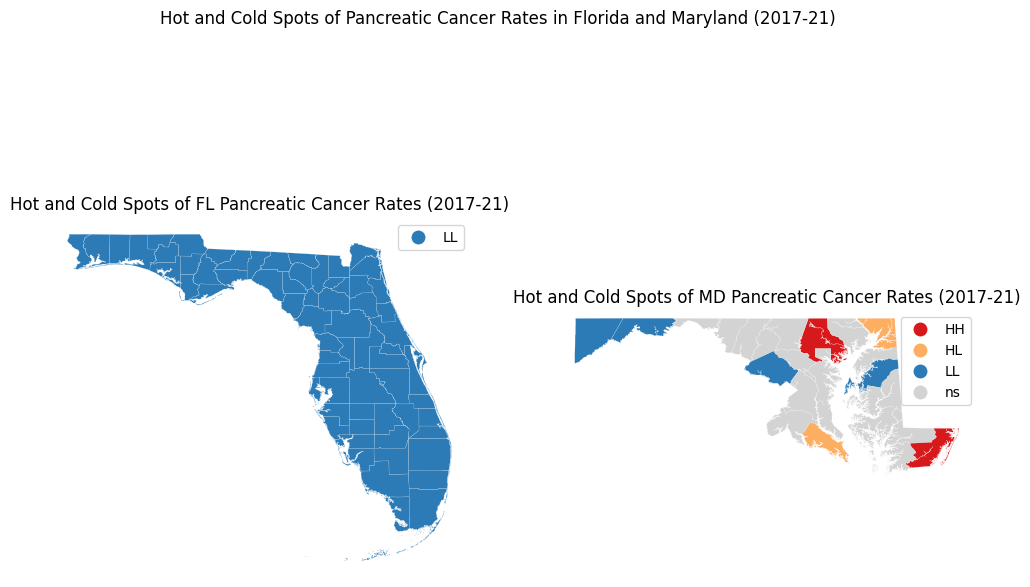 Hot and Cold Spots of Pancreatic Cancer Rates in Florida and Maryland (2017-21)
Hot and Cold Spots of FL Pancreatic Cancer Rates (2017-21)
LL
Hot and Cold Spots of MD Pancreatic Cancer Rates (2017-21)
HH
HL
LL
ns